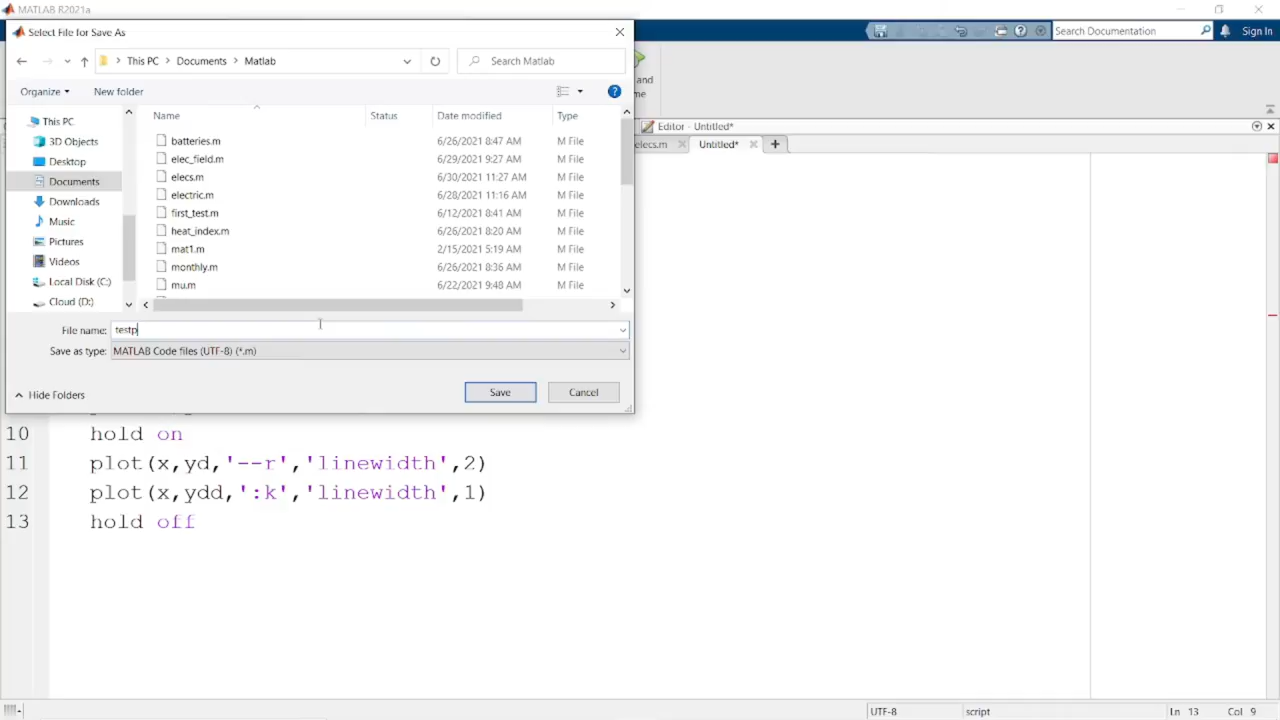 MATLAB R2021a
Select File for Save As
This PC Documents Matlab
Search Matlab
Search Documentation
Sign In
Organize
New folder
and
me
Name Status Date modified Type
Editor - Untitled*
elecs.m
Untitled*
This PC
3D Objects
Desktop
Documents
Downloads
Music
Pictures
Videos
Local Disk (C:)
Cloud (D:)
batteries.m 6/26/2021 8:47 AM M File
elec_field.m 6/29/2021 9:27 AM M File
elecs.m 6/30/2021 11:27 AM M File
electric.m 6/28/2021 11:16 AM M File
first_test.m 6/12/2021 8:41 AM M File
heat_index.m 6/26/2021 8:20 AM M File
mat1.m 2/15/2021 5:19 AM M File
monthly.m 6/26/2021 8:36 AM M File
mu.m 6/22/2021 9:48 AM M File
File name: testp
Save as type: MATLAB Code files (UTF-8) (*.m)
Hide Folders
Save
Cancel
10 hold on
11 plot(x,yd,'--r','linewidth',2)
12 plot(x,ydd,':k','linewidth',1)
13 hold off
UTF-8 script Ln 13 Col 9